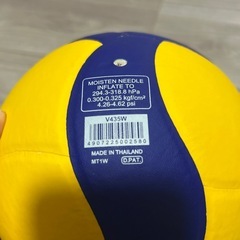 MOISTEN NEEDLE
INFLATE TO
294.3-318.8 hPa
0.300-0.325 kgf/cm²
4.26-4.62 psi
V435W
4907225002580
MADE IN THAILAND
MT1W D.PAT.